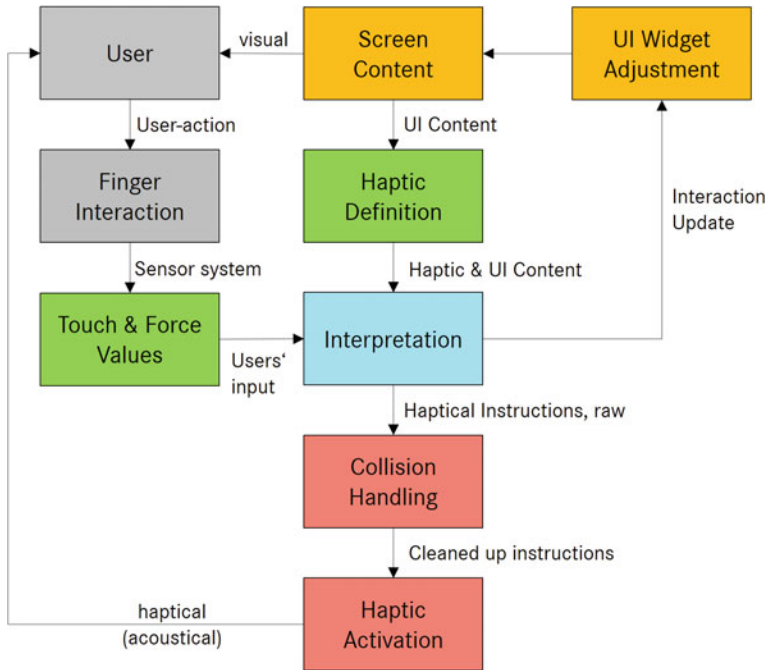 User
visual
Screen
Content
UI Widget
Adjustment
User-action
UI Content
Finger
Interaction
Haptic
Definition
Interaction
Update
Sensor system
Haptic & UI Content
Touch & Force
Values
Users‘
input
Interpretation
Haptical Instructions, raw
Collision
Handling
Cleaned up instructions
haptical
(acoustical)
Haptic
Activation